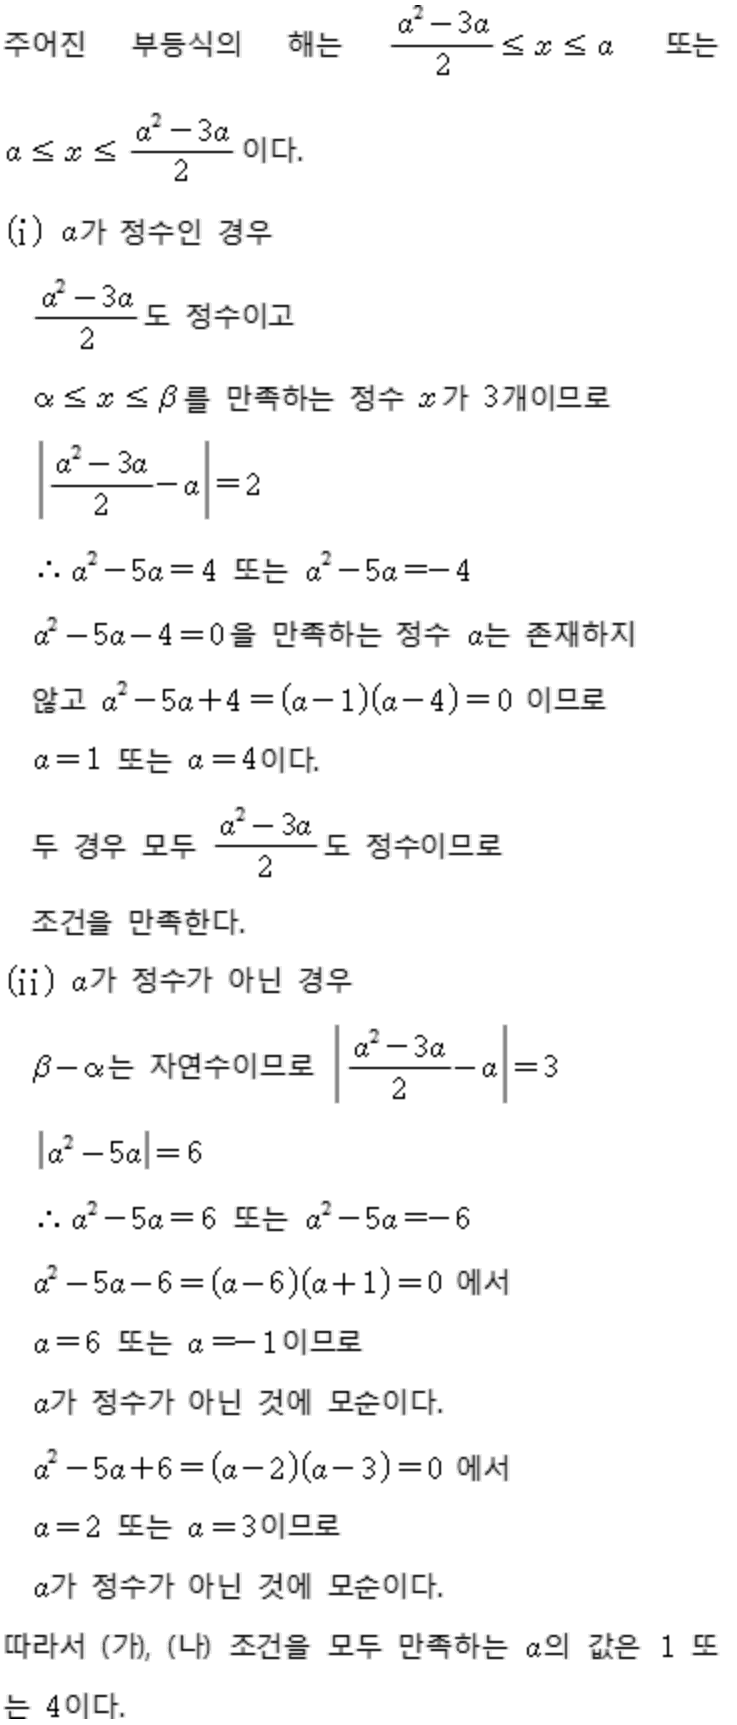 주어진 부등식의 해는 (a²−3a)/2 ≤ x ≤ a 또는
a ≤ x ≤ (a²−3a)/2 이다.
(i) a가 정수인 경우
(a²−3a)/2 도 정수이고
α ≤ x ≤ β를 만족하는 정수 x가 3개이므로
|(a²−3a)/2 − a| = 2
∴ a²−5a=4 또는 a²−5a=−4
a²−5a−4=0을 만족하는 정수 a는 존재하지
않고 a²−5a+4=(a−1)(a−4)=0 이므로
a=1 또는 a=4이다.
두 경우 모두 (a²−3a)/2 도 정수이므로
조건을 만족한다.
(ii) a가 정수가 아닌 경우
β−α는 자연수이므로 |(a²−3a)/2 − a| = 3
|a²−5a|=6
∴ a²−5a=6 또는 a²−5a=−6
a²−5a−6=(a−6)(a+1)=0 에서
a=6 또는 a=−1이므로
a가 정수가 아닌 것에 모순이다.
a²−5a+6=(a−2)(a−3)=0 에서
a=2 또는 a=3이므로
a가 정수가 아닌 것에 모순이다.
따라서 (가), (나) 조건을 모두 만족하는 a의 값은 1 또
는 4이다.